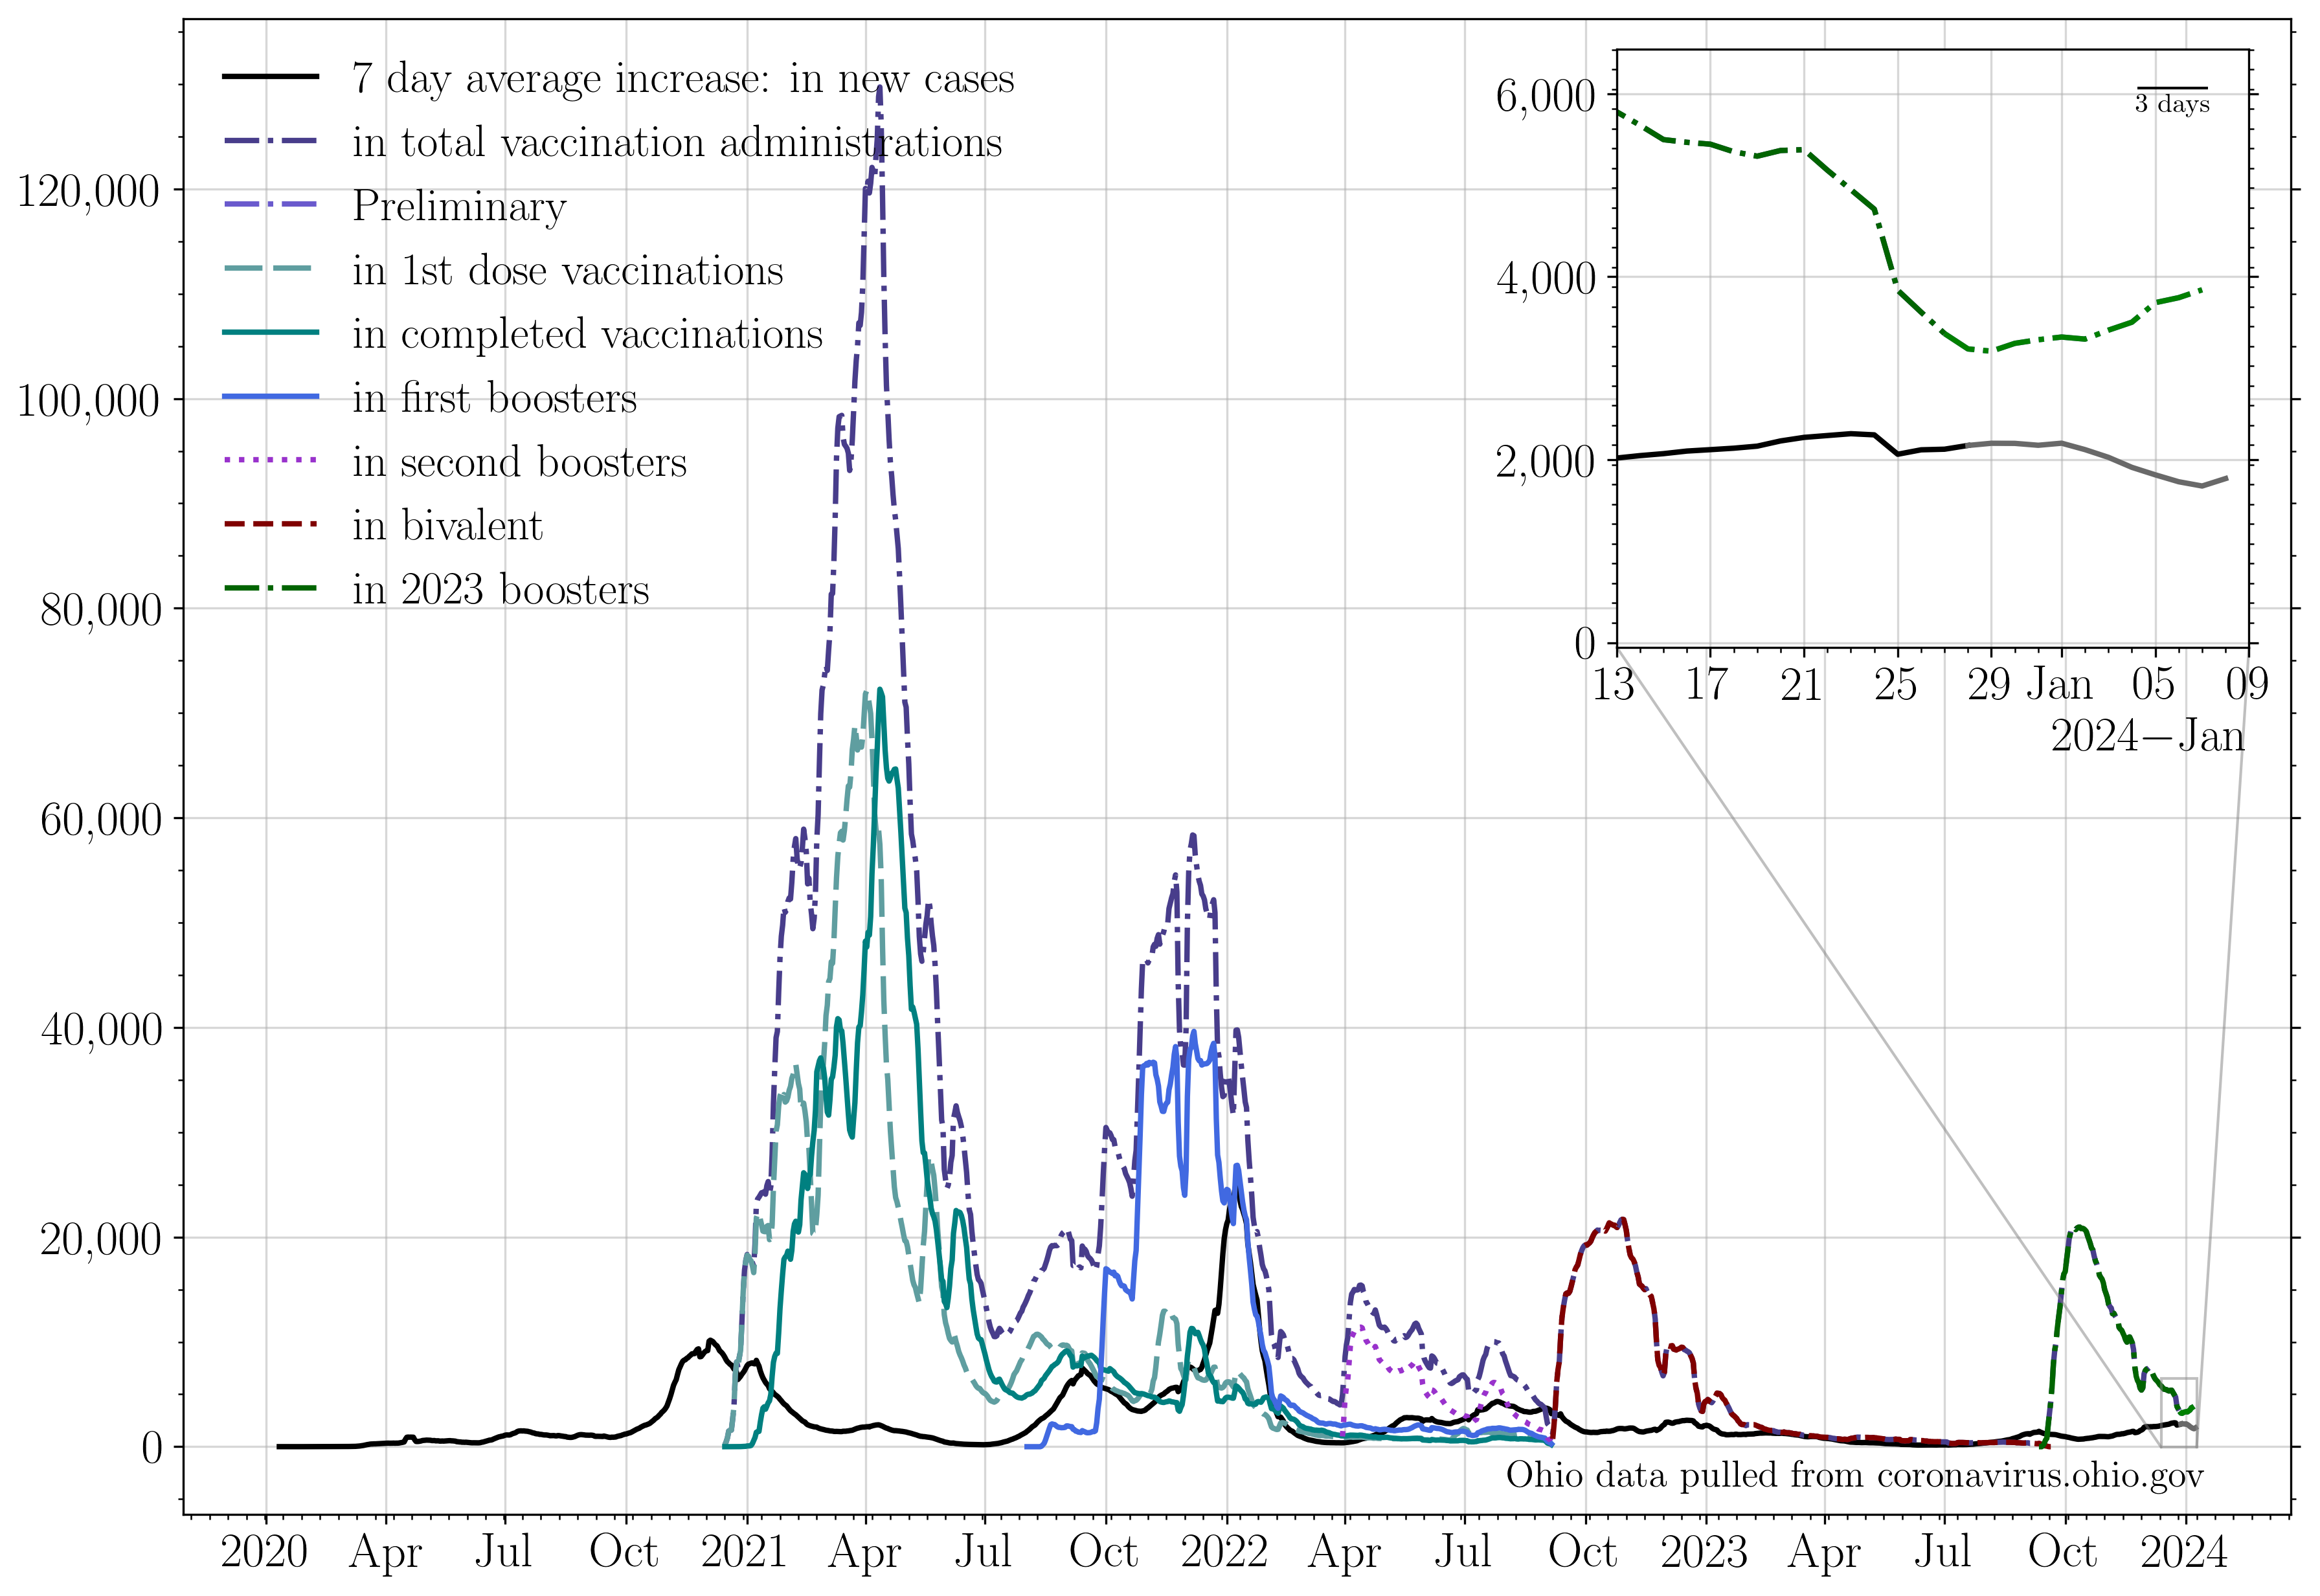 7 day average increase: in new cases
in total vaccination administrations
Preliminary
in 1st dose vaccinations
in completed vaccinations
in first boosters
in second boosters
in bivalent
in 2023 boosters
120,000
100,000
80,000
60,000
40,000
20,000
0
3 days
6,000
4,000
2,000
0
13 17 21 25 29 Jan 05 09
2024−Jan
Ohio data pulled from coronavirus.ohio.gov
2020 Apr Jul Oct 2021 Apr Jul Oct 2022 Apr Jul Oct 2023 Apr Jul Oct 2024